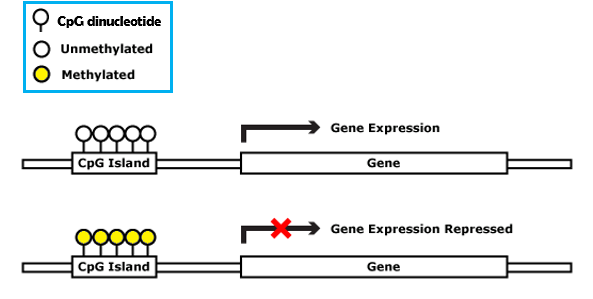 CpG dinucleotide
Unmethylated
Methylated
Gene Expression
CpG Island
Gene
Gene Expression Repressed
CpG Island
Gene